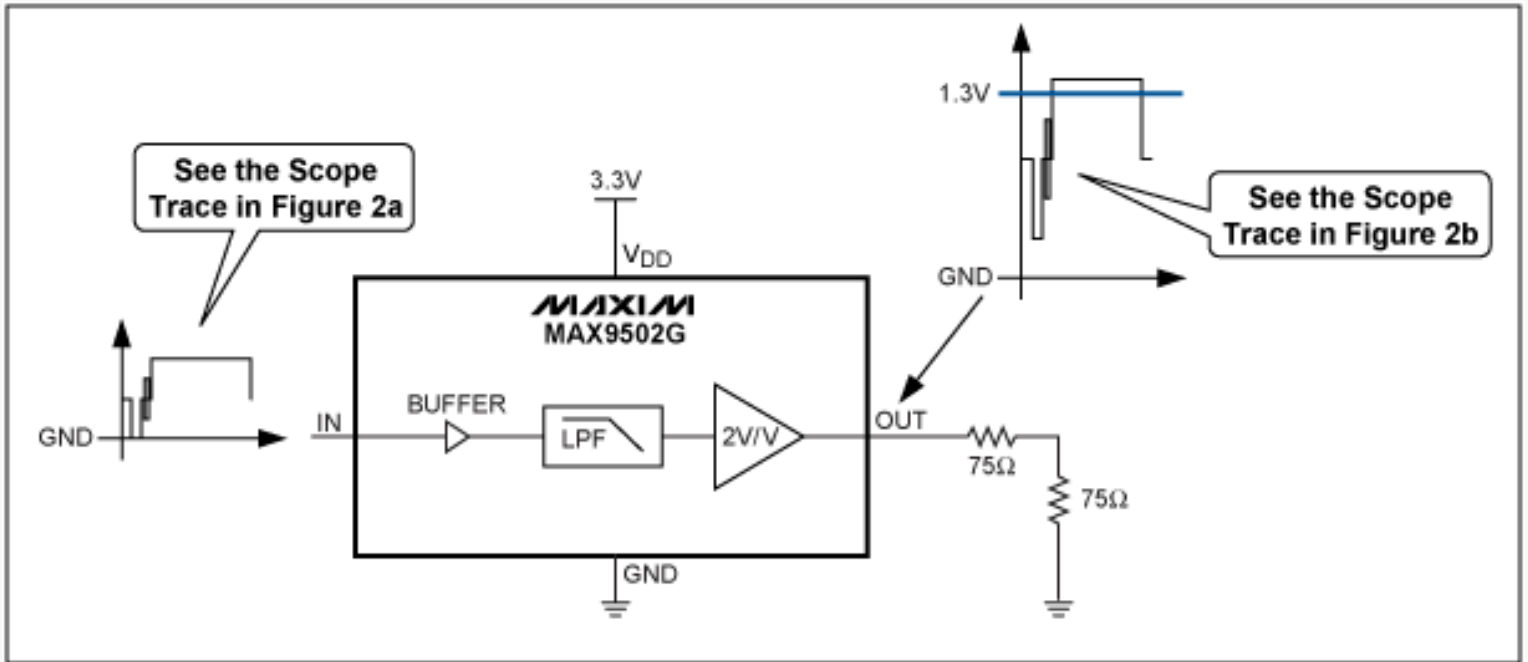 See the Scope
Trace in Figure 2a
GND
3.3V
VDD
MAXIM
MAX9502G
IN
BUFFER
LPF
2V/V
OUT
GND
75Ω
75Ω
1.3V
GND
See the Scope
Trace in Figure 2b